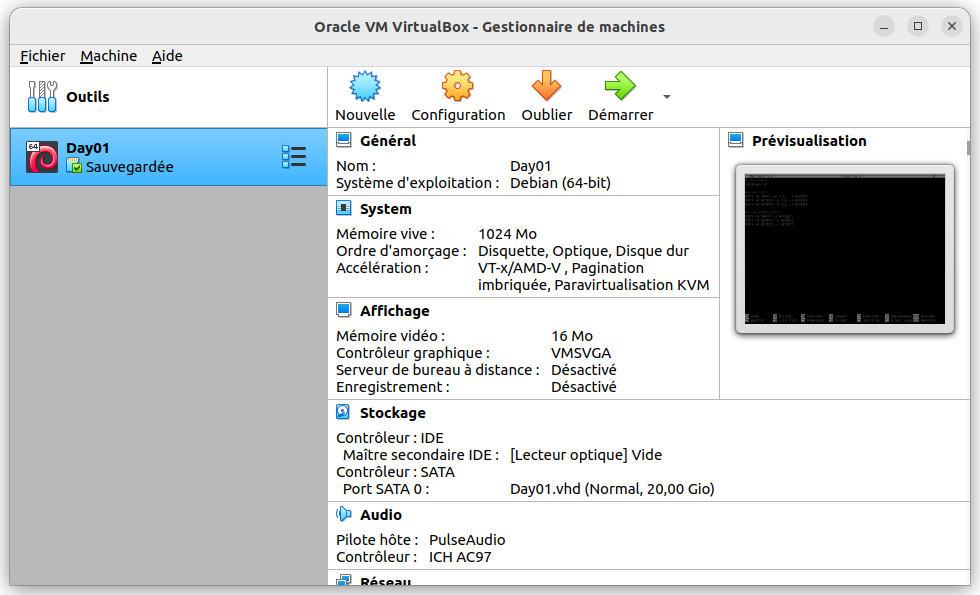 Oracle VM VirtualBox - Gestionnaire de machines
Fichier Machine Aide
Outils
Nouvelle Configuration Oublier Démarrer
64
Day01
Sauvegardée
Général
Nom : Day01
Système d'exploitation : Debian (64-bit)
System
Mémoire vive : 1024 Mo
Ordre d'amorçage : Disquette, Optique, Disque dur
Accélération : VT-x/AMD-V , Pagination
imbriquée, Paravirtualisation KVM
Affichage
Mémoire vidéo : 16 Mo
Contrôleur graphique : VMSVGA
Serveur de bureau à distance : Désactivé
Enregistrement : Désactivé
Prévisualisation
Stockage
Contrôleur : IDE
Maître secondaire IDE : [Lecteur optique] Vide
Contrôleur : SATA
Port SATA 0 : Day01.vhd (Normal, 20,00 Gio)
Audio
Pilote hôte : PulseAudio
Contrôleur : ICH AC97
Réseau